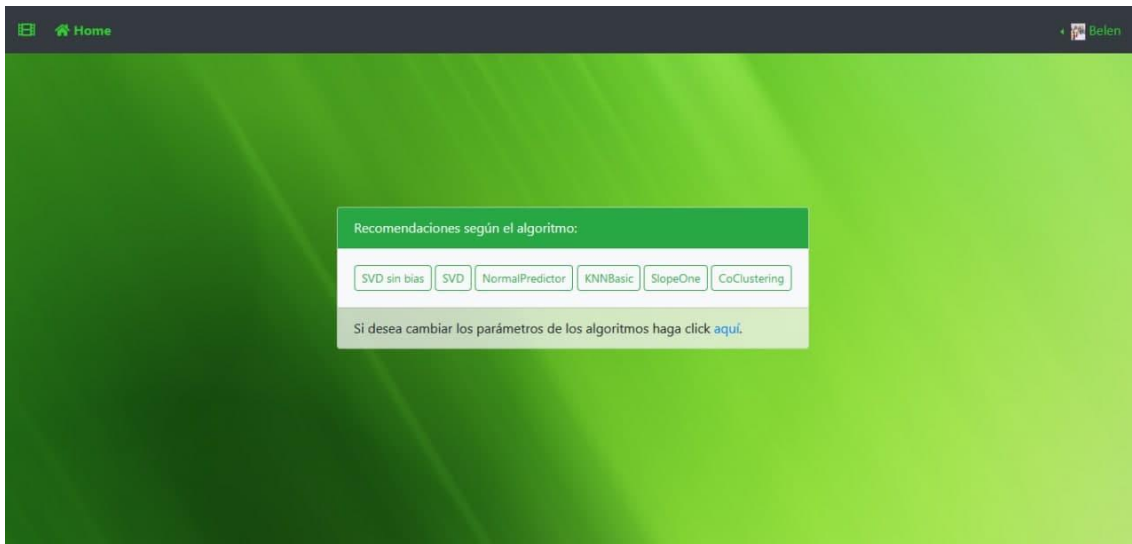 Home
Belen
Recomendaciones según el algoritmo:
SVD sin bias SVD NormalPredictor KNNBasic SlopeOne CoClustering
Si desea cambiar los parámetros de los algoritmos haga click aquí.